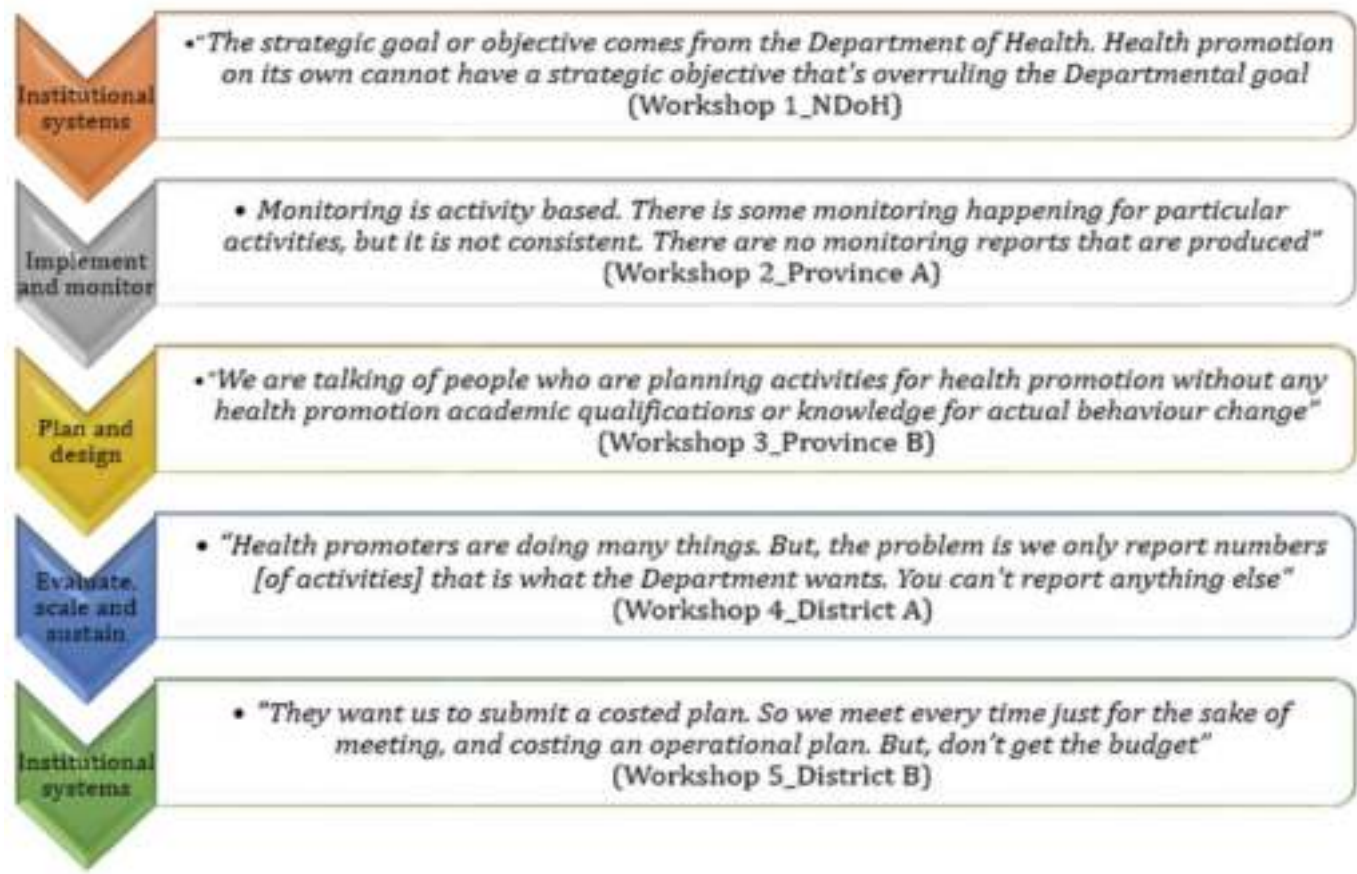 Institutional
systems
•"The strategic goal or objective comes from the Department of Health. Health promotion
on its own cannot have a strategic objective that's overruling the Departmental goal
(Workshop 1_NDoH)
Implement
and monitor
• Monitoring is activity based. There is some monitoring happening for particular
activities, but it is not consistent. There are no monitoring reports that are produced"
(Workshop 2_Province A)
Plan and
design
•"We are talking of people who are planning activities for health promotion without any
health promotion academic qualifications or knowledge for actual behaviour change"
(Workshop 3_Province B)
Evaluate,
scale and
sustain
• "Health promoters are doing many things. But, the problem is we only report numbers
[of activities] that is what the Department wants. You can't report anything else"
(Workshop 4_District A)
Institutional
systems
• "They want us to submit a costed plan. So we meet every time just for the sake of
meeting, and costing an operational plan. But, don't get the budget"
(Workshop 5_District B)